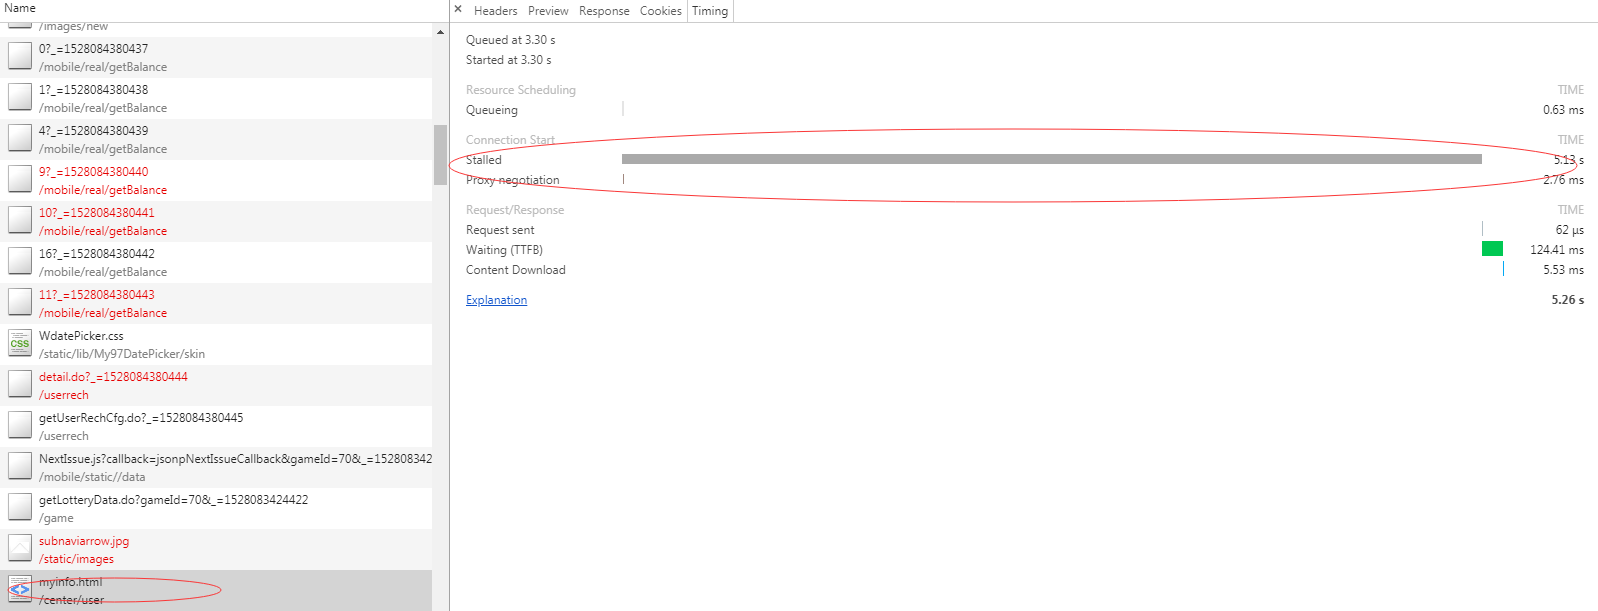 Name
/images/new
0?_=1528084380437
/mobile/real/getBalance
1?_=1528084380438
/mobile/real/getBalance
4?_=1528084380439
/mobile/real/getBalance
9?_=1528084380440
/mobile/real/getBalance
10?_=1528084380441
/mobile/real/getBalance
16?_=1528084380442
/mobile/real/getBalance
11?_=1528084380443
/mobile/real/getBalance
CSS
WdatePicker.css
/static/lib/My97DatePicker/skin
detail.do?_=1528084380444
/userrech
getUserRechCfg.do?_=1528084380445
/userrech
NextIssue.js?callback=jsonpNextIssueCallback&gameId=70&_=152808342
/mobile/static//data
getLotteryData.do?gameId=70&_=1528083424422
/game
subnaviarrow.jpg
/static/images
myinfo.html
/center/user
× Headers Preview Response Cookies Timing
Queued at 3.30 s
Started at 3.30 s
Resource Scheduling TIME
Queueing 0.63 ms
Connection Start TIME
Stalled 5.13 s
Proxy negotiation 2.76 ms
Request/Response TIME
Request sent 62 μs
Waiting (TTFB) 124.41 ms
Content Download 5.53 ms
Explanation 5.26 s